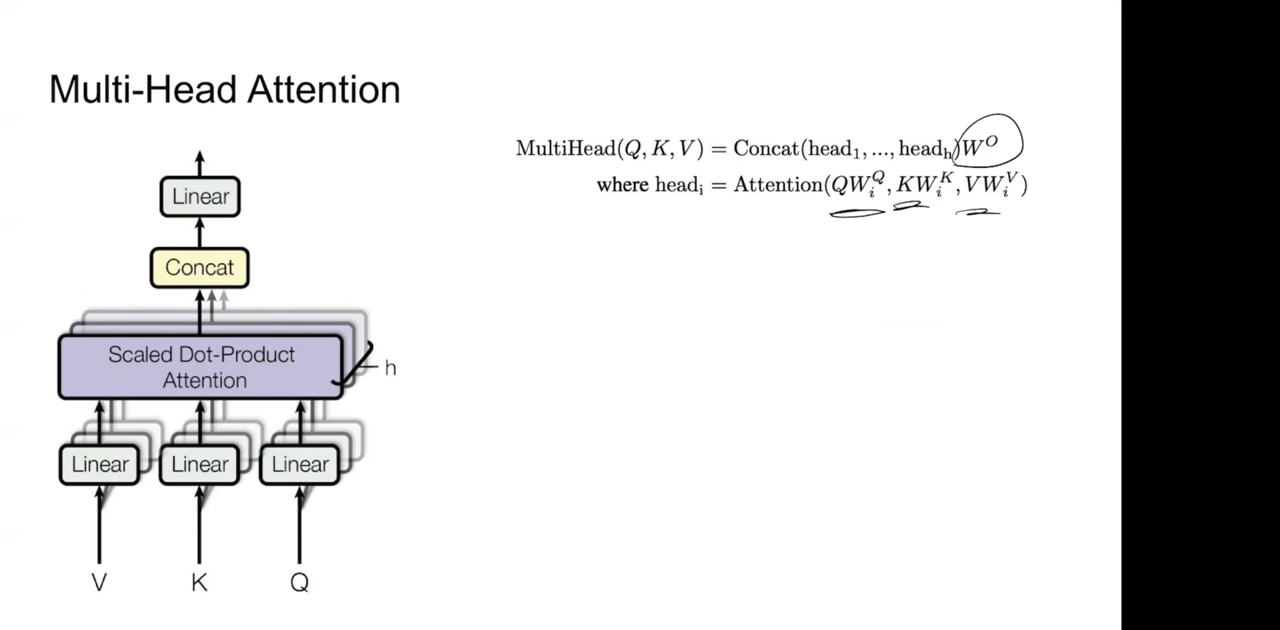 Multi-Head Attention
MultiHead(Q, K, V) = Concat(head₁, ..., headₕ)W^O
where headᵢ = Attention(QWᵢ^Q, KWᵢ^K, VWᵢ^V)
Linear
Concat
Scaled Dot-Product
Attention
h
Linear Linear Linear
V K Q